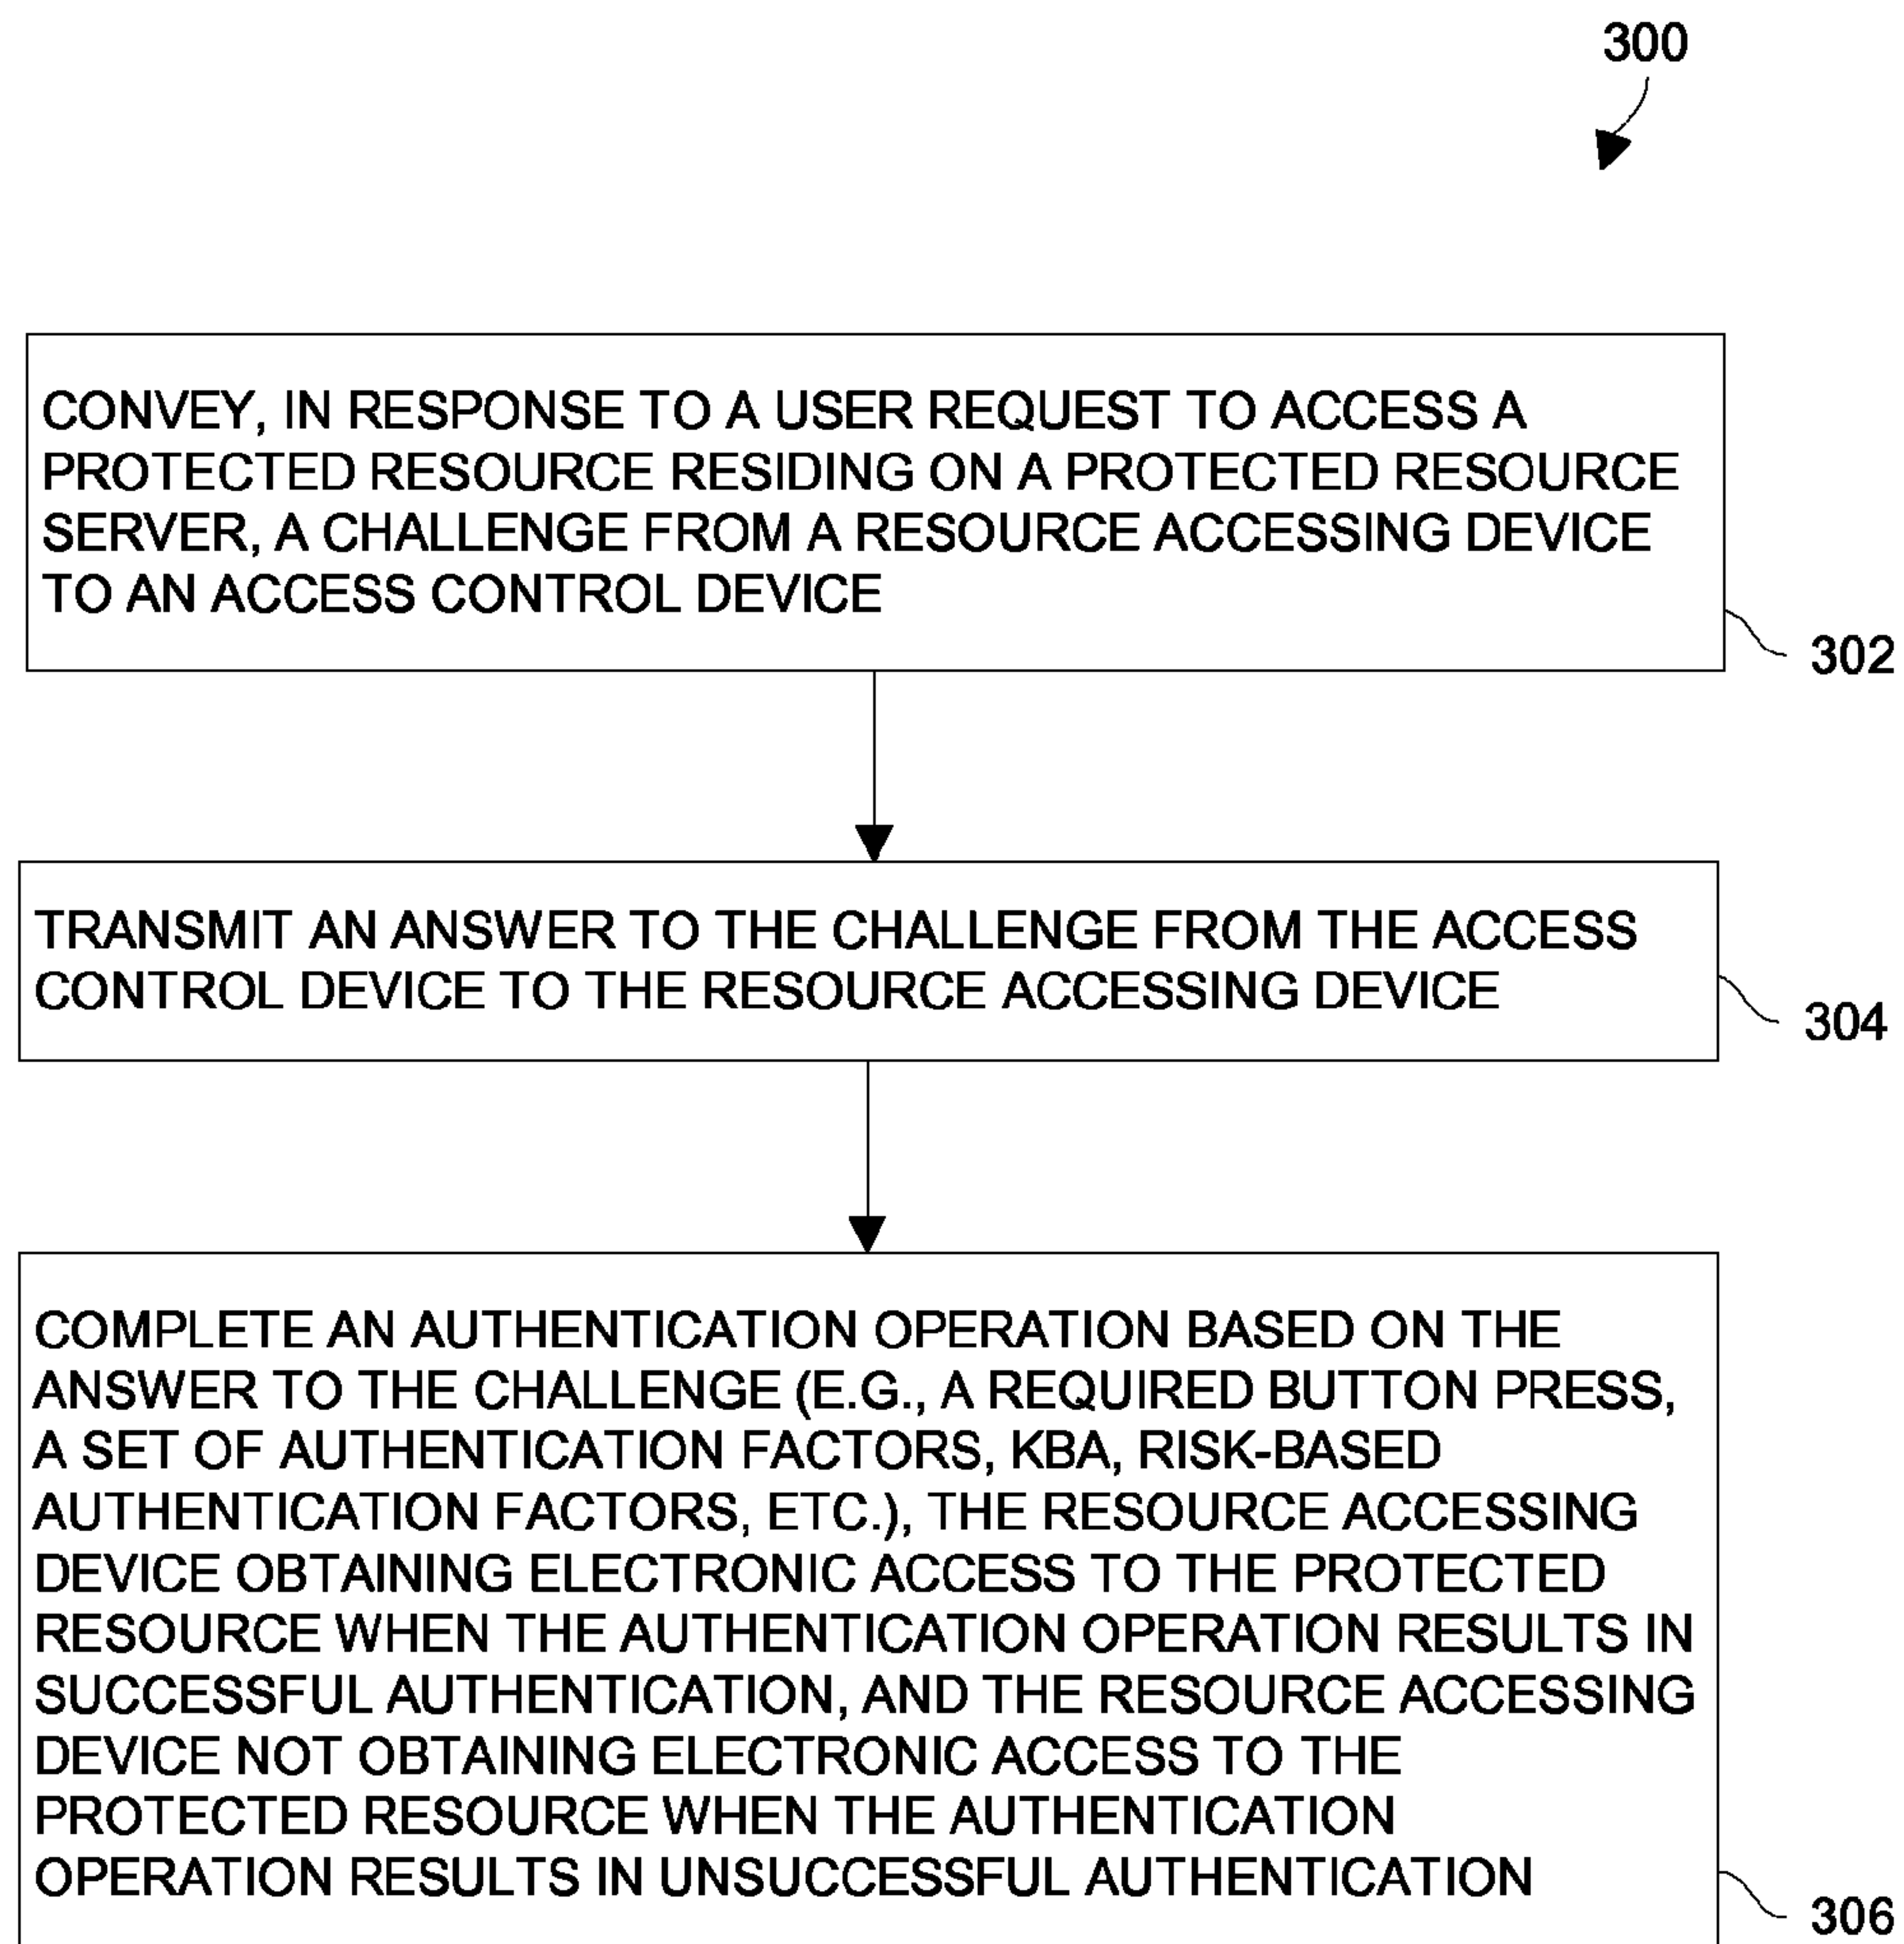 300
CONVEY, IN RESPONSE TO A USER REQUEST TO ACCESS A
PROTECTED RESOURCE RESIDING ON A PROTECTED RESOURCE
SERVER, A CHALLENGE FROM A RESOURCE ACCESSING DEVICE
TO AN ACCESS CONTROL DEVICE
302
TRANSMIT AN ANSWER TO THE CHALLENGE FROM THE ACCESS
CONTROL DEVICE TO THE RESOURCE ACCESSING DEVICE
304
COMPLETE AN AUTHENTICATION OPERATION BASED ON THE
ANSWER TO THE CHALLENGE (E.G., A REQUIRED BUTTON PRESS,
A SET OF AUTHENTICATION FACTORS, KBA, RISK-BASED
AUTHENTICATION FACTORS, ETC.), THE RESOURCE ACCESSING
DEVICE OBTAINING ELECTRONIC ACCESS TO THE PROTECTED
RESOURCE WHEN THE AUTHENTICATION OPERATION RESULTS IN
SUCCESSFUL AUTHENTICATION, AND THE RESOURCE ACCESSING
DEVICE NOT OBTAINING ELECTRONIC ACCESS TO THE
PROTECTED RESOURCE WHEN THE AUTHENTICATION
OPERATION RESULTS IN UNSUCCESSFUL AUTHENTICATION
306